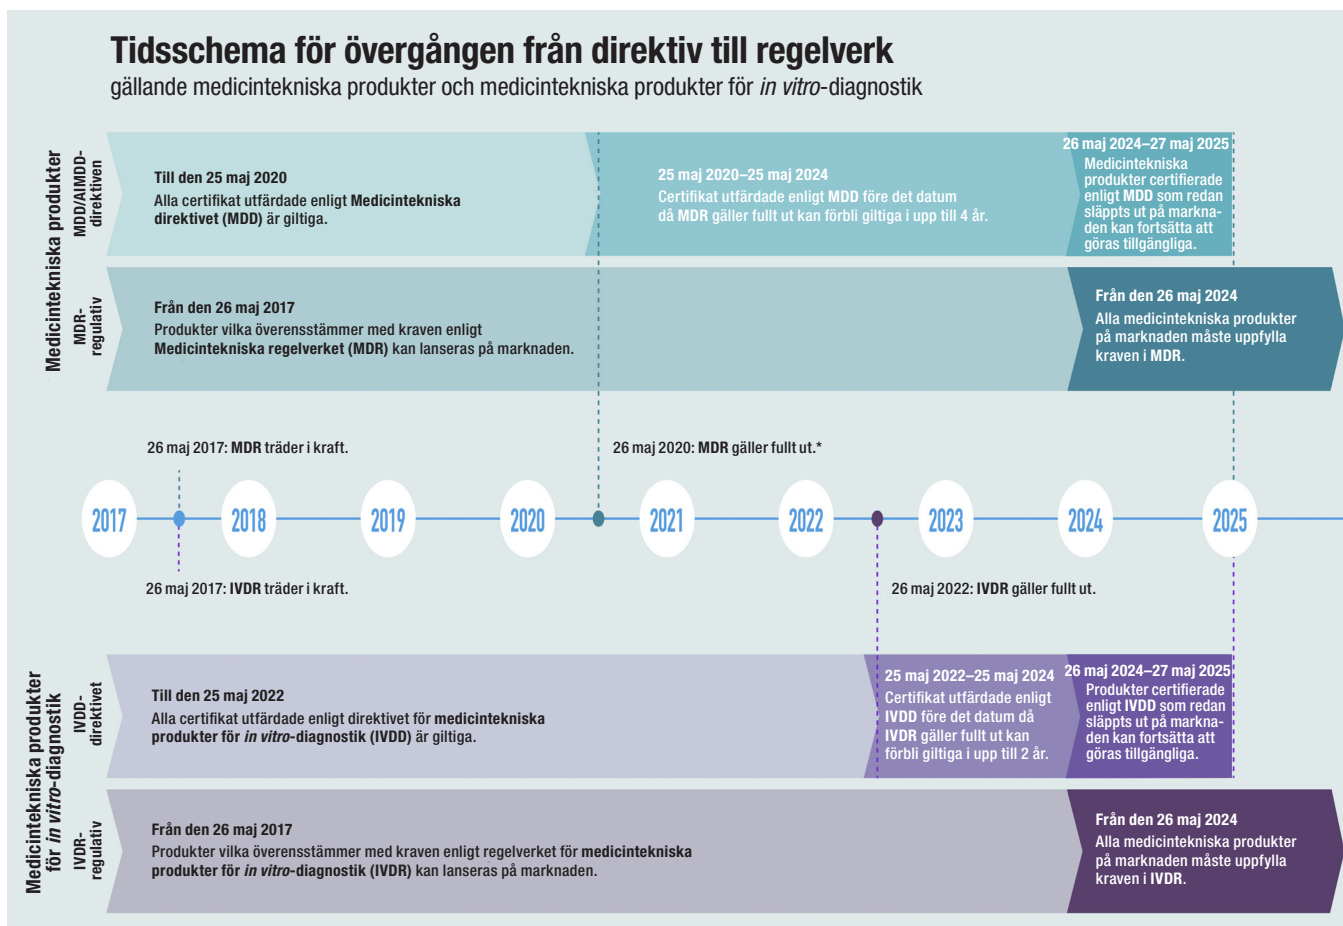 Tidsschema för övergången från direktiv till regelverk
gällande medicintekniska produkter och medicintekniska produkter för in vitro-diagnostik
Medicintekniska produkter
MDD/AIMDD-
direktiven
Till den 25 maj 2020
Alla certifikat utfärdade enligt Medicintekniska
direktivet (MDD) är giltiga.
25 maj 2020–25 maj 2024
Certifikat utfärdade enligt MDD före det datum
då MDR gäller fullt ut kan förbli giltiga i upp till 4 år.
26 maj 2024–27 maj 2025
Medicintekniska
produkter certifierade
enligt MDD som redan
släppts ut på markna-
den kan fortsätta att
göras tillgängliga.
MDR-
regulativ
Från den 26 maj 2017
Produkter vilka överensstämmer med kraven enligt
Medicintekniska regelverket (MDR) kan lanseras på marknaden.
Från den 26 maj 2024
Alla medicintekniska produkter
på marknaden måste uppfylla
kraven i MDR.
26 maj 2017: MDR träder i kraft.
26 maj 2020: MDR gäller fullt ut.*
2017
2018
2019
2020
2021
2022
2023
2024
2025
26 maj 2017: IVDR träder i kraft.
26 maj 2022: IVDR gäller fullt ut.
Medicintekniska produkter
för in vitro-diagnostik
IVDD-
direktivet
Till den 25 maj 2022
Alla certifikat utfärdade enligt direktivet för medicintekniska
produkter för in vitro-diagnostik (IVDD) är giltiga.
25 maj 2022–25 maj 2024
Certifikat utfärdade enligt
IVDD före det datum då
IVDR gäller fullt ut kan
förbli giltiga i upp till 2 år.
26 maj 2024–27 maj 2025
Produkter certifierade
enligt IVDD som redan
släppts ut på markna-
den kan fortsätta att
göras tillgängliga.
IVDR-
regulativ
Från den 26 maj 2017
Produkter vilka överensstämmer med kraven enligt regelverket för medicintekniska
produkter för in vitro-diagnostik (IVDR) kan lanseras på marknaden.
Från den 26 maj 2024
Alla medicintekniska produkter
på marknaden måste uppfylla
kraven i IVDR.